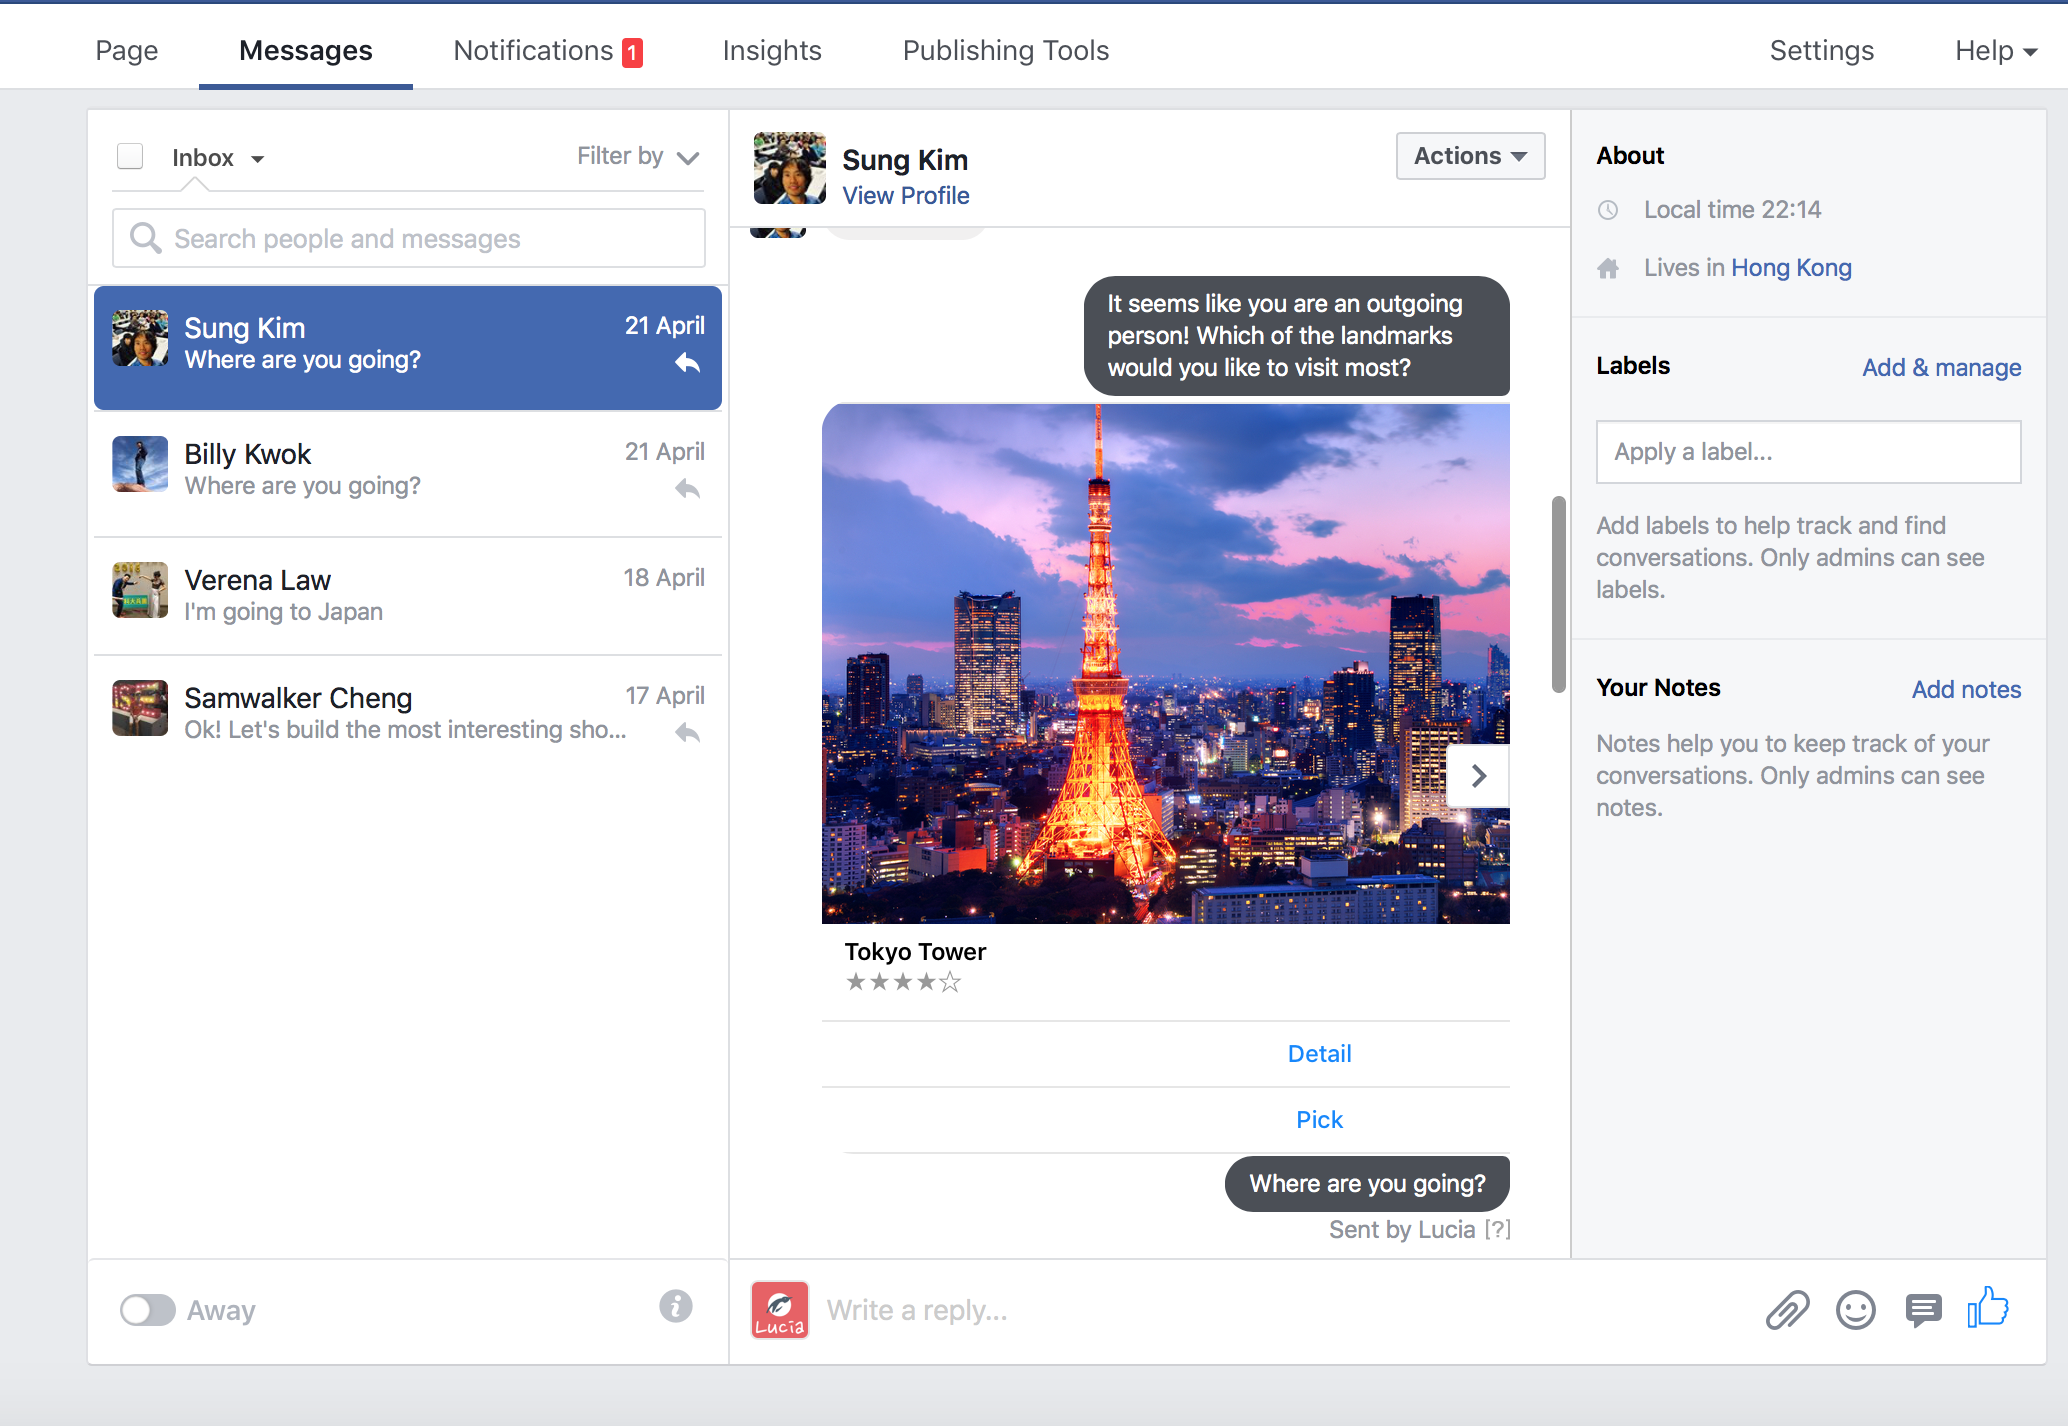 Page
Messages
Notifications 1
Insights
Publishing Tools
Settings
Help
Inbox
Filter by
Search people and messages
Sung Kim
21 April
Where are you going?
Billy Kwok
21 April
Where are you going?
Verena Law
18 April
I'm going to Japan
Samwalker Cheng
17 April
Ok! Let's build the most interesting sho...
Away
Sung Kim
View Profile
Actions
It seems like you are an outgoing
person! Which of the landmarks
would you like to visit most?
Tokyo Tower
★★★★☆
Detail
Pick
Where are you going?
Sent by Lucia [?]
Lucia
Write a reply...
About
Local time 22:14
Lives in Hong Kong
Labels
Add & manage
Apply a label...
Add labels to help track and find
conversations. Only admins can see
labels.
Your Notes
Add notes
Notes help you to keep track of your
conversations. Only admins can see
notes.